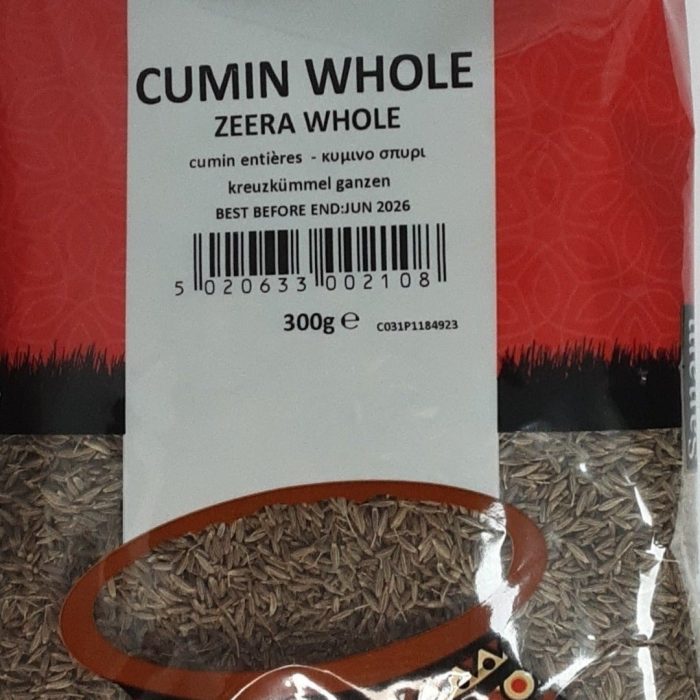 CUMIN WHOLE
ZEERA WHOLE
cumin entières - κυμινο σπυρι
kreuzkümmel ganzen
BEST BEFORE END:JUN 2026
5 020633 002108
300g ℮ C031P1184923